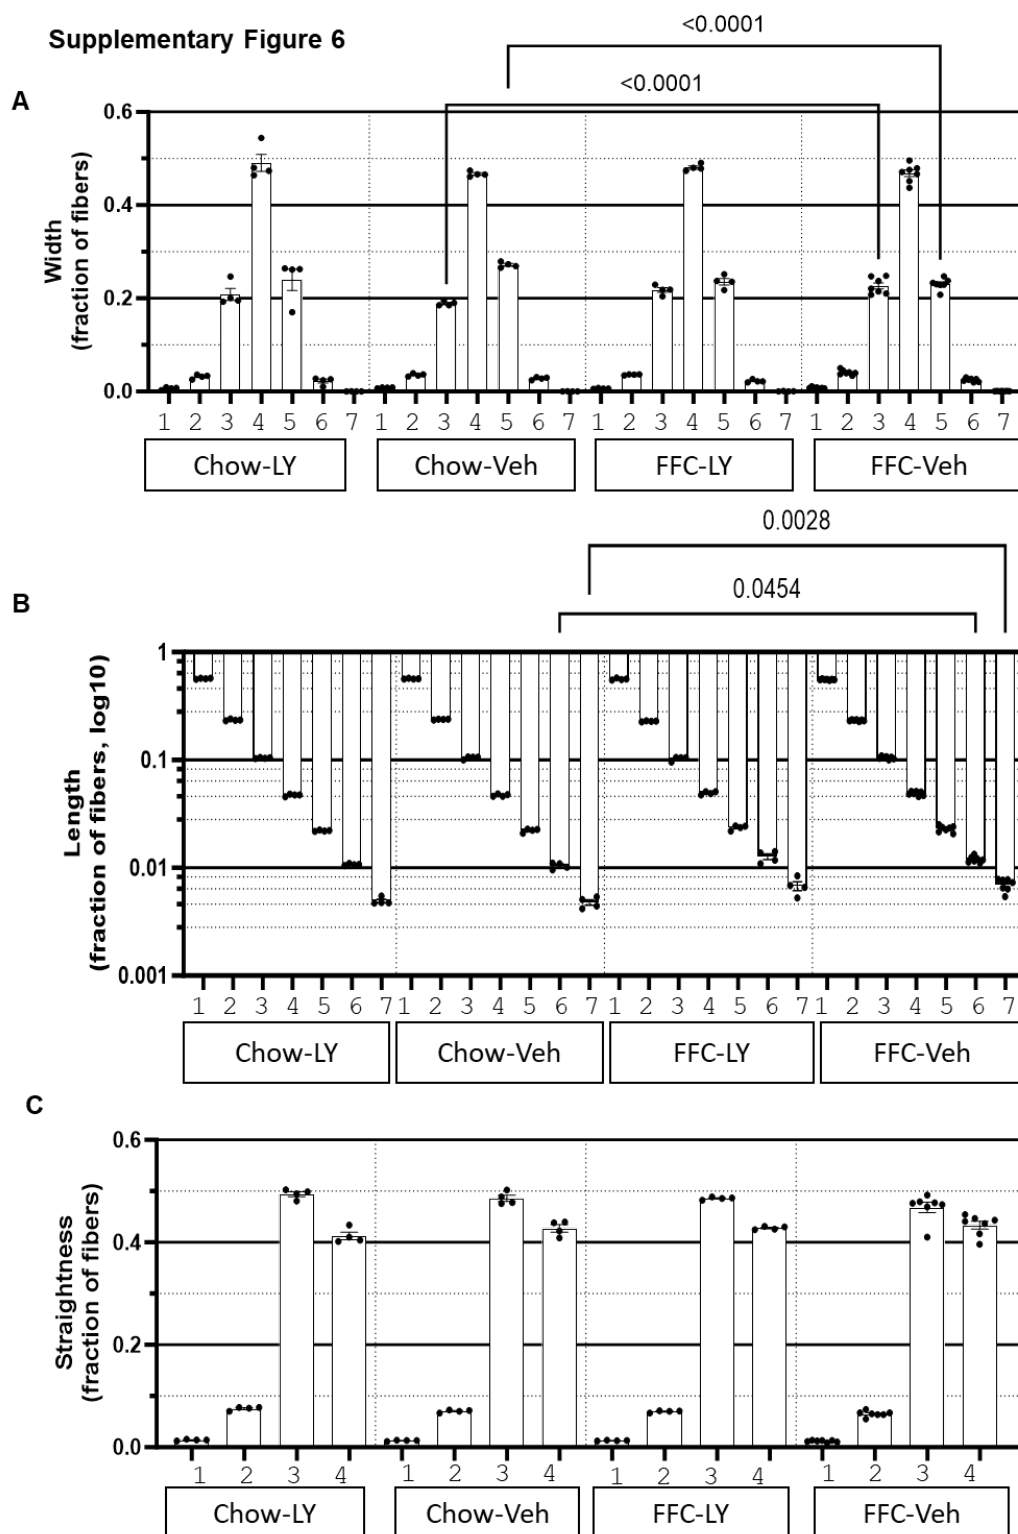 Supplementary Figure 6
<0.0001
<0.0001
A
Width
(fraction of fibers)
0.6
0.4
0.2
0.0
1 2 3 4 5 6 7 1 2 3 4 5 6 7 1 2 3 4 5 6 7 1 2 3 4 5 6 7
Chow-LY Chow-Veh FFC-LY FFC-Veh
0.0028
0.0454
B
Length
(fraction of fibers, log10)
1
0.1
0.01
0.001
1 2 3 4 5 6 7 1 2 3 4 5 6 7 1 2 3 4 5 6 7 1 2 3 4 5 6 7
Chow-LY Chow-Veh FFC-LY FFC-Veh
C
Straightness
(fraction of fibers)
0.6
0.4
0.2
0.0
1 2 3 4 1 2 3 4 1 2 3 4 1 2 3 4
Chow-LY Chow-Veh FFC-LY FFC-Veh